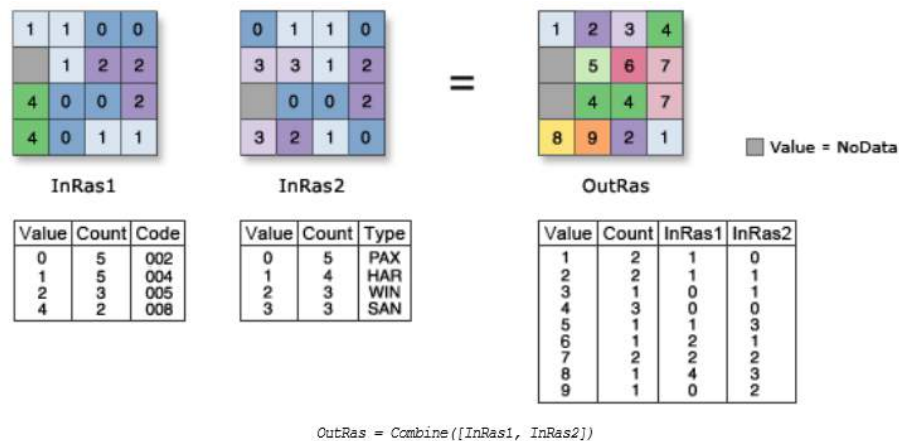 1 1 0 0
1 2 2
4 0 0 2
4 0 1 1
InRas1
0 1 1 0
3 3 1 2
0 0 2
3 2 1 0
InRas2
=
1 2 3 4
5 6 7
4 4 7
8 9 2 1
OutRas
Value = NoData
Value Count Code
0 5 002
1 5 004
2 3 005
4 2 008
Value Count Type
0 5 PAX
1 4 HAR
2 3 WIN
3 3 SAN
Value Count InRas1 InRas2
1 2 1 0
2 2 1 1
3 1 0 1
4 3 0 0
5 1 1 3
6 1 2 1
7 2 2 2
8 1 4 3
9 1 0 2
OutRas = Combine([InRas1, InRas2])